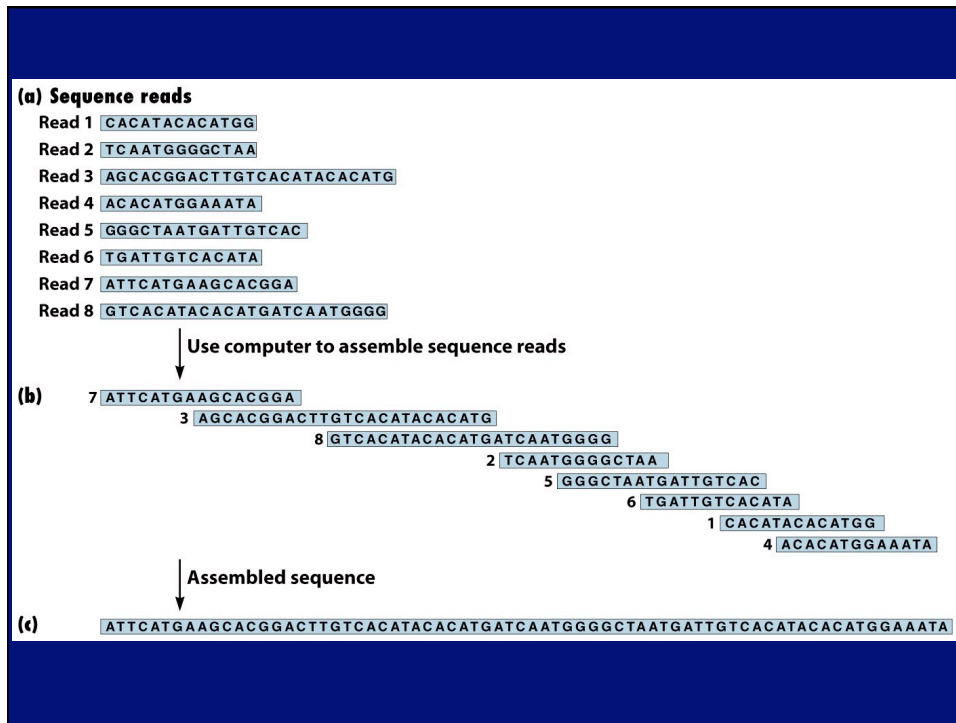 (a) Sequence reads
Read 1 CACATACACATGG
Read 2 TCAATGGGGCTAA
Read 3 AGCACGGACTTGTCACATACACATG
Read 4 ACACATGGAAATA
Read 5 GGGCTAATGATTGTCAC
Read 6 TGATTGTCACATA
Read 7 ATTCATGAAGCACGGA
Read 8 GTCACATACACATGATCAATGGGG
Use computer to assemble sequence reads
(b) 7 ATTCATGAAGCACGGA
3 AGCACGGACTTGTCACATACACATG
8 GTCACATACACATGATCAATGGGG
2 TCAATGGGGCTAA
5 GGGCTAATGATTGTCAC
6 TGATTGTCACATA
1 CACATACACATGG
4 ACACATGGAAATA
Assembled sequence
(c) ATTCATGAAGCACGGACTTGTCACATACACATGATCAATGGGGCTAATGATTGTCACATACACATGGAAATA